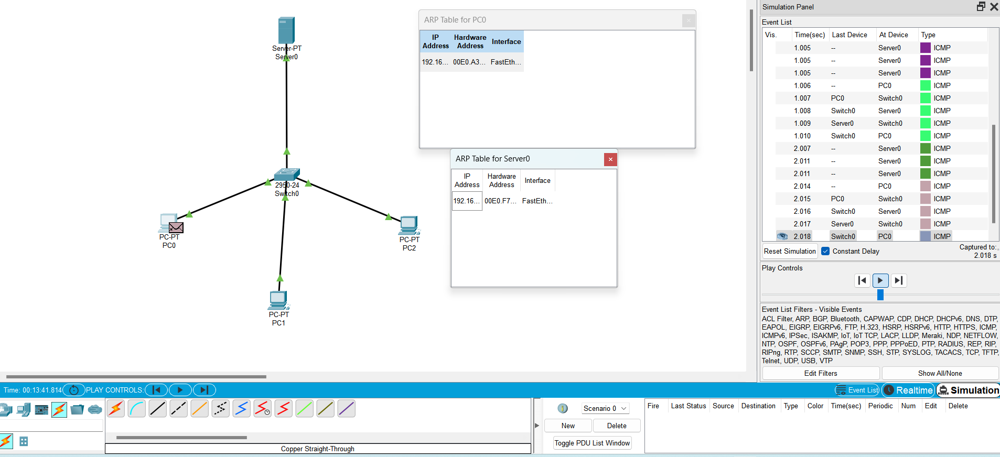 Server-PT
Server0
2950-24
Switch0
PC-PT
PC0
PC-PT
PC2
PC-PT
PC1
ARP Table for PC0
IP Address Hardware Address Interface
192.16... 00E0.A3... FastEth...
ARP Table for Server0
IP Address Hardware Address Interface
192.16... 00E0.F7... FastEth...
Simulation Panel
Event List
Vis. Time(sec) Last Device At Device Type
1.005 -- Server0 ICMP
1.005 -- Server0 ICMP
1.005 -- Server0 ICMP
1.006 -- PC0 ICMP
1.007 PC0 Switch0 ICMP
1.008 Switch0 Server0 ICMP
1.009 Server0 Switch0 ICMP
1.010 Switch0 PC0 ICMP
2.007 -- Server0 ICMP
2.011 -- Server0 ICMP
2.011 -- Server0 ICMP
2.014 -- PC0 ICMP
2.015 PC0 Switch0 ICMP
2.016 Switch0 Server0 ICMP
2.017 Server0 Switch0 ICMP
2.018 Switch0 PC0 ICMP
Reset Simulation Constant Delay
Captured to:
2.018 s
Play Controls
Event List Filters - Visible Events
ACL Filter, ARP, BGP, Bluetooth, CAPWAP, CDP, DHCP, DHCPv6, DNS, DTP,
EAPOL, EIGRP, EIGRPv6, FTP, H.323, HSRP, HSRPv6, HTTP, HTTPS, ICMP,
ICMPv6, IPSec, ISAKMP, IoT, IoT TCP, LACP, LLDP, Meraki, NDP, NETFLOW,
NTP, OSPF, OSPFv6, PAgP, POP3, PPP, PPPoED, PTP, RADIUS, REP, RIP,
RIPng, RTP, SCCP, SMTP, SNMP, SSH, STP, SYSLOG, TACACS, TCP, TFTP,
Telnet, UDP, USB, VTP
Edit Filters Show All/None
Time: 00:13:41.814 PLAY CONTROLS: Event List Realtime Simulation
Copper Straight-Through
Scenario 0
New Delete
Toggle PDU List Window
Fire Last Status Source Destination Type Color Time(sec) Periodic Num Edit Delete